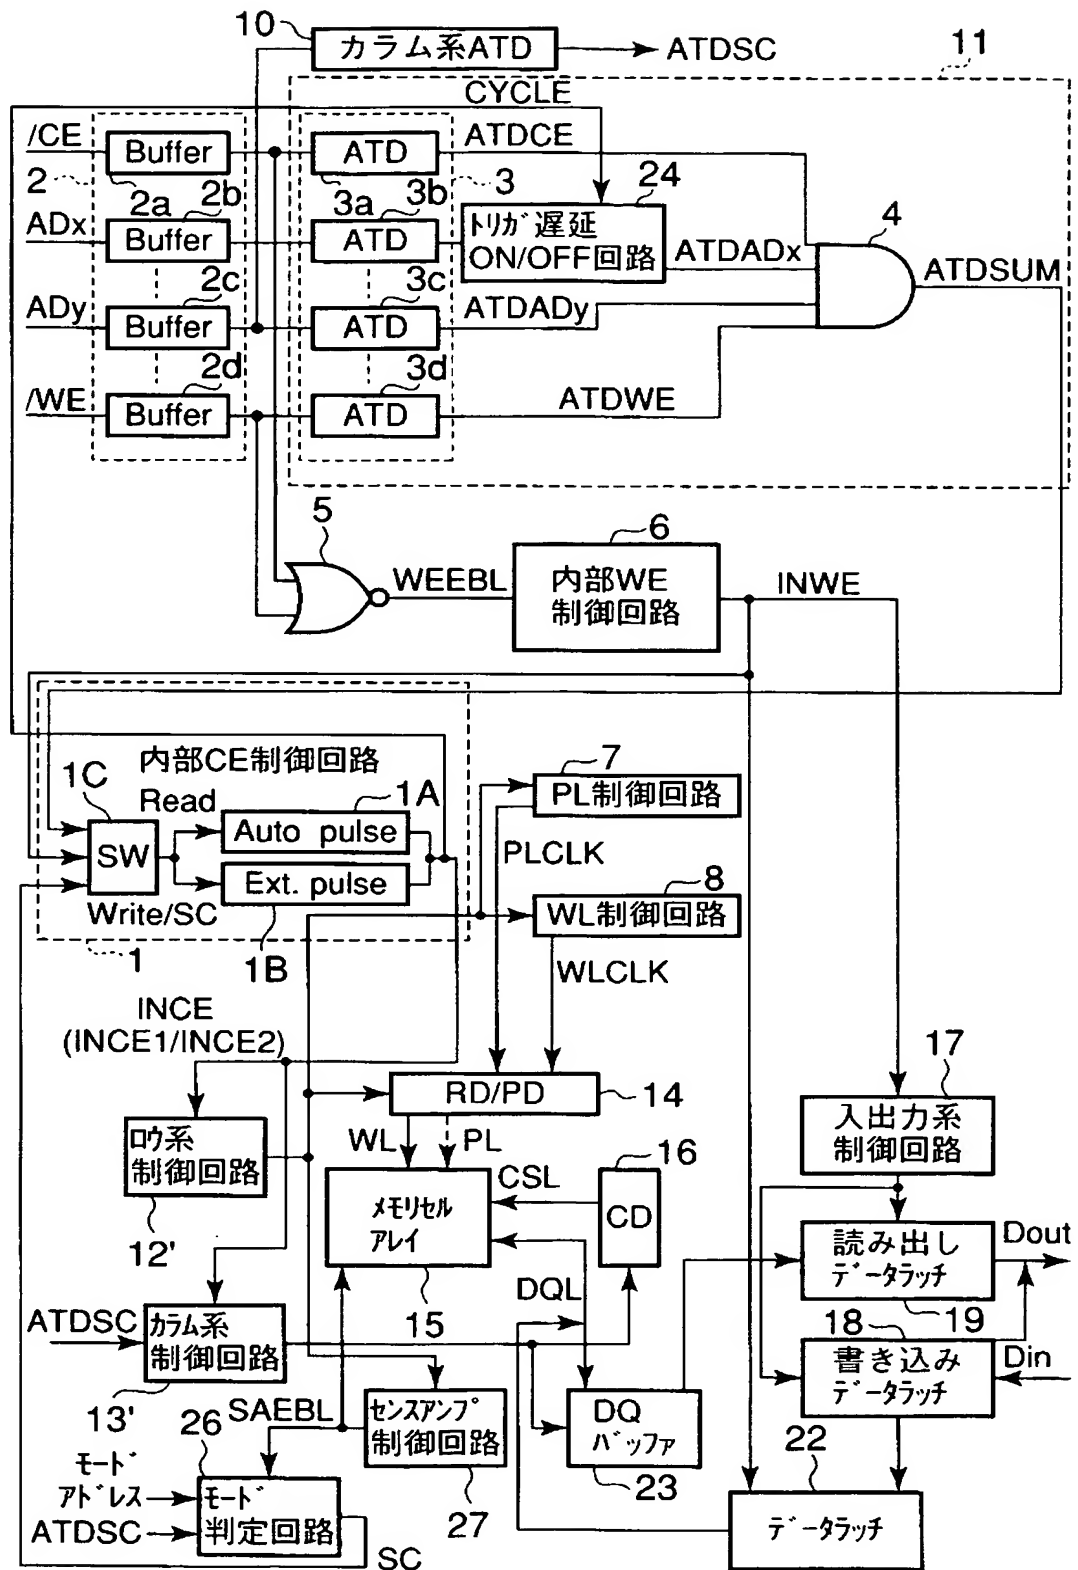 10
カラム系ATD
ATDSC
11
CYCLE
/CE
Buffer
ATD
ATDCE
2
2a
2b
3a
3b
3
24
4
ADx
Buffer
ATD
トリガ遅延
ON/OFF回路
ATDADx
ATDSUM
2c
3c
ADy
Buffer
ATD
ATDADy
2d
3d
/WE
Buffer
ATD
ATDWE
5
6
WEEBL
内部WE
制御回路
INWE
内部CE制御回路
1C
Read
1A
SW
Auto pulse
Ext. pulse
Write/SC
1
1B
7
PL制御回路
PLCLK
8
WL制御回路
WLCLK
INCE
(INCE1/INCE2)
RD/PD
14
17
入出力系
制御回路
ロウ系
制御回路
12'
WL
PL
16
CSL
CD
メモリセル
アレイ
15
DQL
読み出し
データラッチ
Dout
19
18
書き込み
データラッチ
Din
ATDSC
カラム系
制御回路
13'
SAEBL
センスアンプ
制御回路
27
DQ
バッファ
23
22
データラッチ
26
モード
アドレス
ATDSC
モード
判定回路
SC